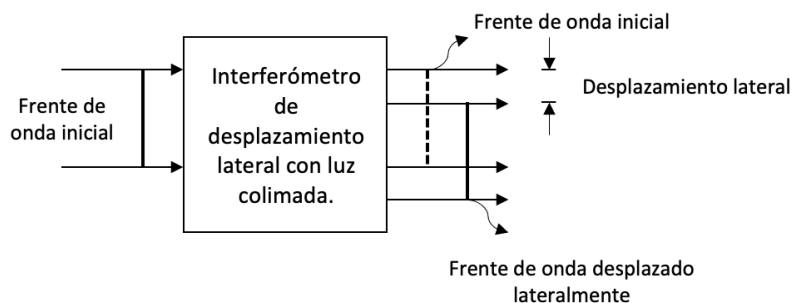 Frente de onda inicial
Frente de
onda inicial
Interferómetro
de
desplazamiento
lateral con luz
colimada.
Desplazamiento lateral
Frente de onda desplazado
lateralmente